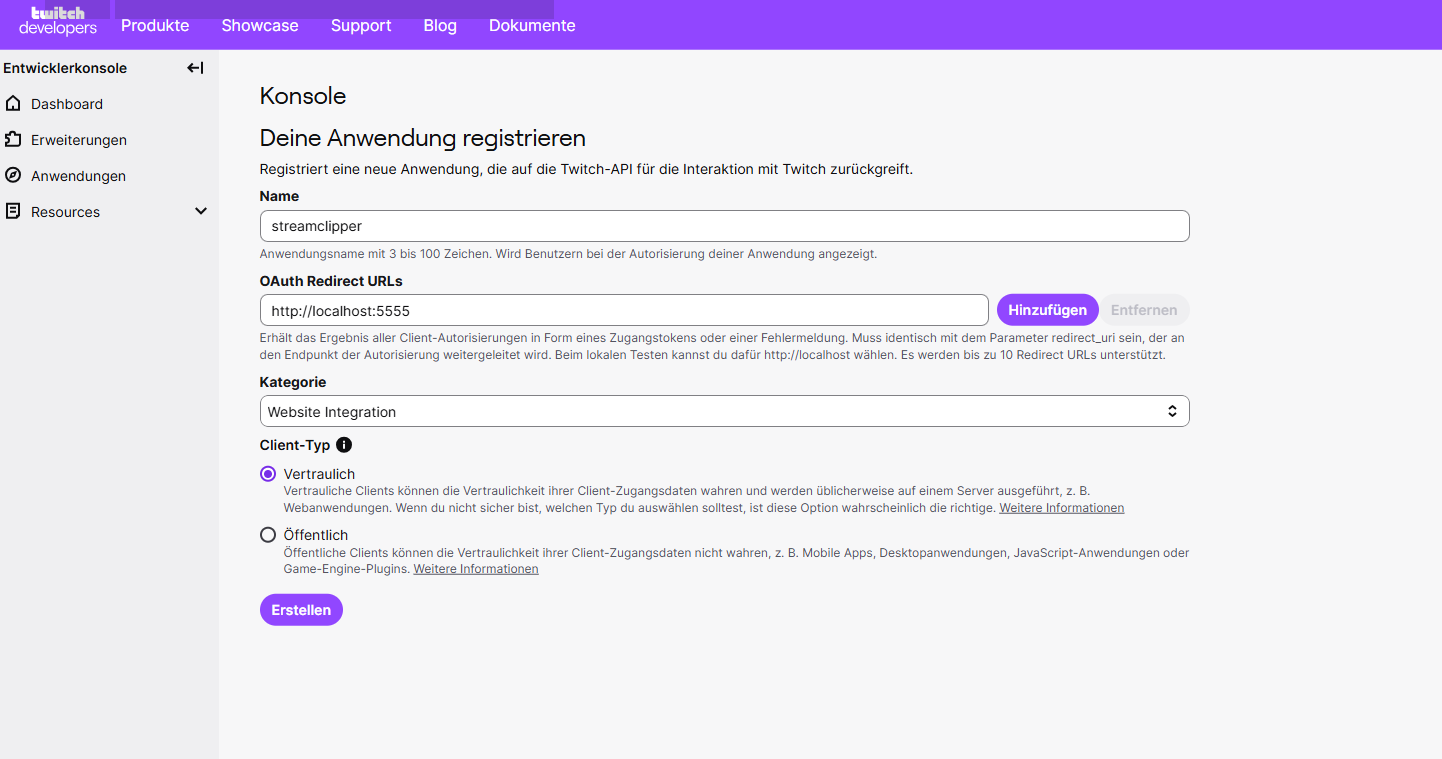 twitch
developers
Produkte
Showcase
Support
Blog
Dokumente
Entwicklerkonsole
Dashboard
Erweiterungen
Anwendungen
Resources
Konsole
Deine Anwendung registrieren
Registriert eine neue Anwendung, die auf die Twitch-API für die Interaktion mit Twitch zurückgreift.
Name
streamclipper
Anwendungsname mit 3 bis 100 Zeichen. Wird Benutzern bei der Autorisierung deiner Anwendung angezeigt.
OAuth Redirect URLs
http://localhost:5555
Hinzufügen
Entfernen
Erhält das Ergebnis aller Client-Autorisierungen in Form eines Zugangstokens oder einer Fehlermeldung. Muss identisch mit dem Parameter redirect_uri sein, der an
den Endpunkt der Autorisierung weitergeleitet wird. Beim lokalen Testen kannst du dafür http://localhost wählen. Es werden bis zu 10 Redirect URLs unterstützt.
Kategorie
Website Integration
Client-Typ
Vertraulich
Vertrauliche Clients können die Vertraulichkeit ihrer Client-Zugangsdaten wahren und werden üblicherweise auf einem Server ausgeführt, z. B.
Webanwendungen. Wenn du nicht sicher bist, welchen Typ du auswählen solltest, ist diese Option wahrscheinlich die richtige. Weitere Informationen
Öffentlich
Öffentliche Clients können die Vertraulichkeit ihrer Client-Zugangsdaten nicht wahren, z. B. Mobile Apps, Desktopanwendungen, JavaScript-Anwendungen oder
Game-Engine-Plugins. Weitere Informationen
Erstellen